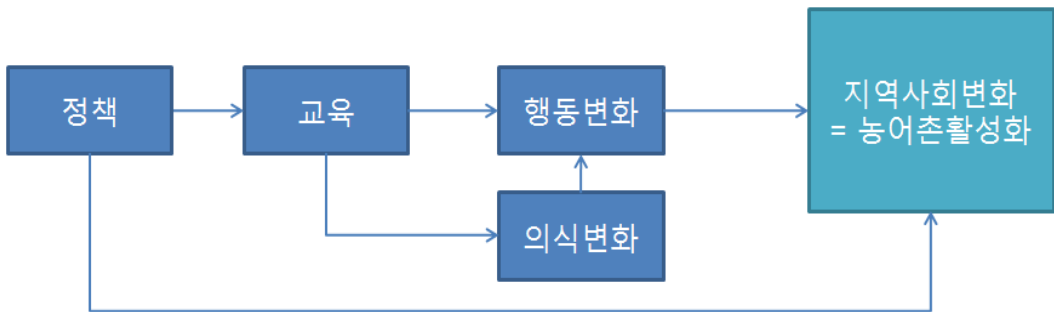 정책
교육
행동변화
의식변화
지역사회변화
= 농어촌활성화